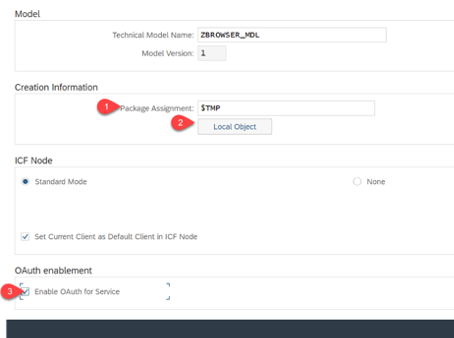 Model
Technical Model Name: ZBROWSER_MDL
Model Version: 1
Creation Information
1 Package Assignment: $TMP
2 Local Object
ICF Node
Standard Mode None
Set Current Client as Default Client in ICF Node
OAuth enablement
3 Enable OAuth for Service